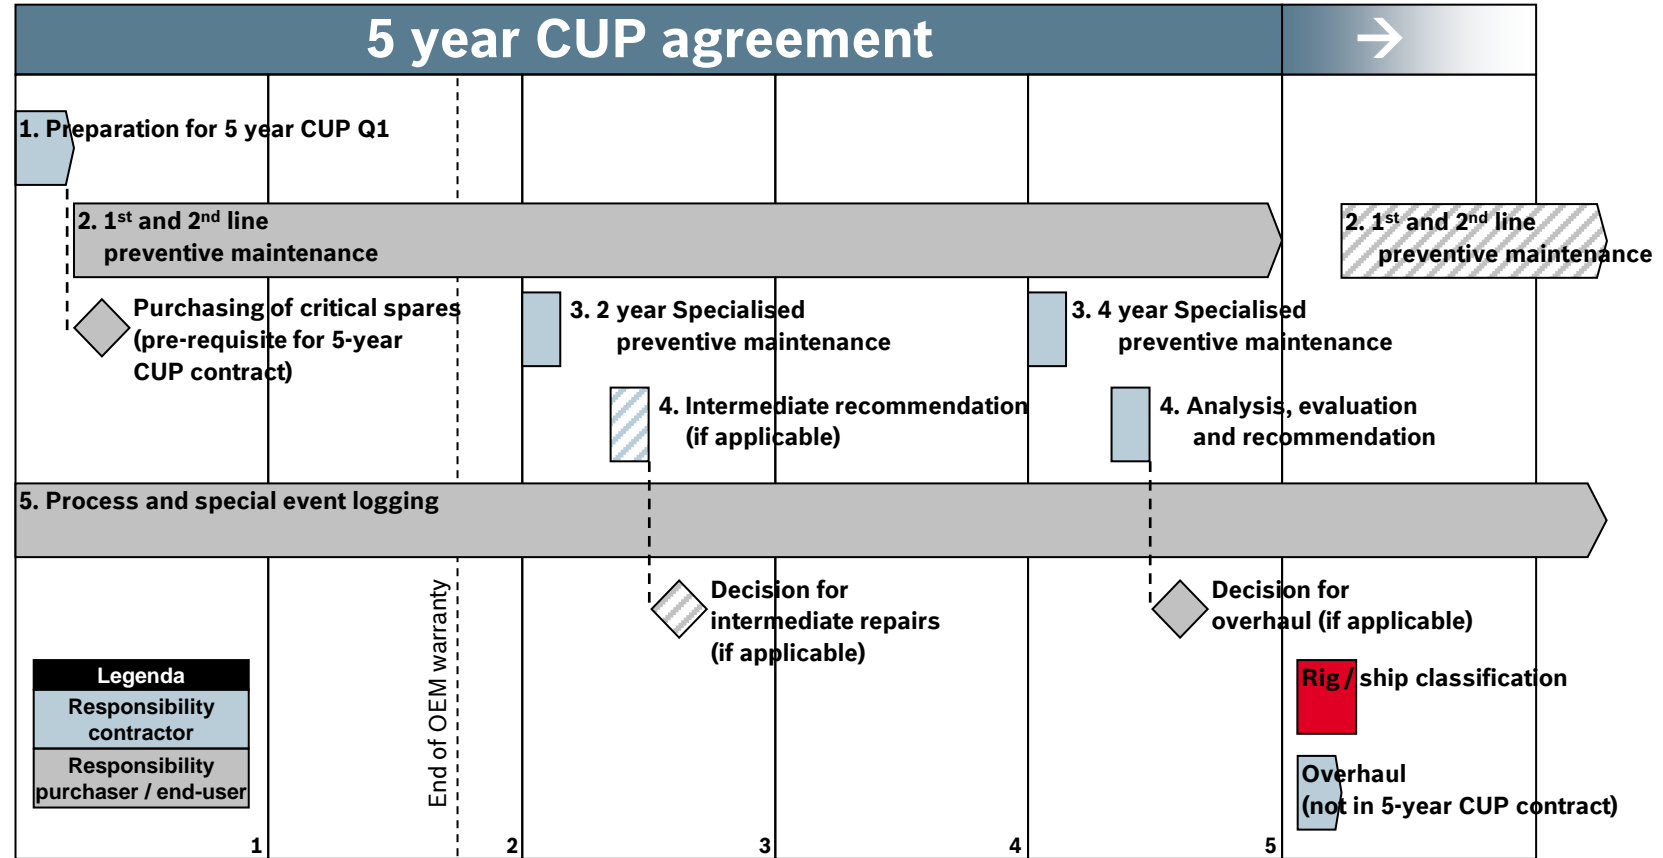 5 year CUP agreement →
1. Preparation for 5 year CUP Q1
2. 1st and 2nd line
preventive maintenance
2. 1st and 2nd line
preventive maintenance
Purchasing of critical spares
(pre-requisite for 5-year
CUP contract)
3. 2 year Specialised
preventive maintenance
3. 4 year Specialised
preventive maintenance
4. Intermediate recommendation
(if applicable)
4. Analysis, evaluation
and recommendation
5. Process and special event logging
End of OEM warranty
Decision for
intermediate repairs
(if applicable)
Decision for
overhaul (if applicable)
Rig / ship classification
Overhaul
(not in 5-year CUP contract)
Legenda
Responsibility
contractor
Responsibility
purchaser / end-user
1
2
3
4
5